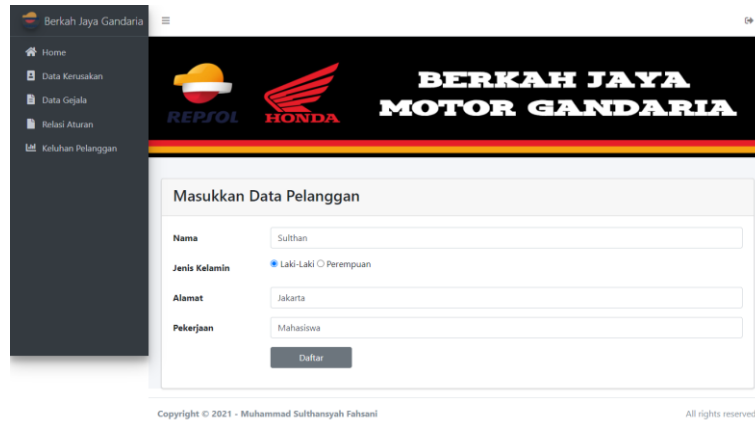 Berkah Jaya Gandaria
Home
Data Kerusakan
Data Gejala
Relasi Aturan
Keluhan Pelanggan
REPSOL
HONDA
BERKAH JAYA
MOTOR GANDARIA
Masukkan Data Pelanggan
Nama Sulthan
Jenis Kelamin Laki-Laki Perempuan
Alamat Jakarta
Pekerjaan Mahasiswa
Daftar
Copyright © 2021 - Muhammad Sulthansyah Fahsani All rights reserved